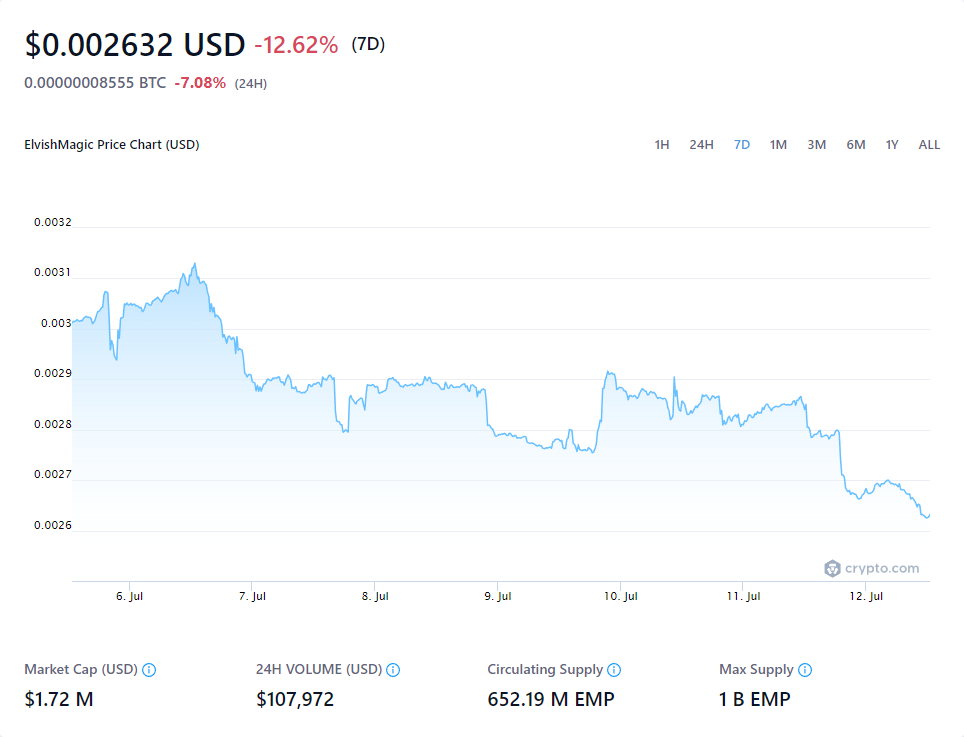 $0.002632 USD -12.62% (7D)
0.00000008555 BTC -7.08% (24H)
ElvishMagic Price Chart (USD) 1H 24H 7D 1M 3M 6M 1Y ALL
0.0032
0.0031
0.003
0.0029
0.0028
0.0027
0.0026
crypto.com
6. Jul 7. Jul 8. Jul 9. Jul 10. Jul 11. Jul 12. Jul
Market Cap (USD) 24H VOLUME (USD) Circulating Supply Max Supply
$1.72 M $107,972 652.19 M EMP 1 B EMP